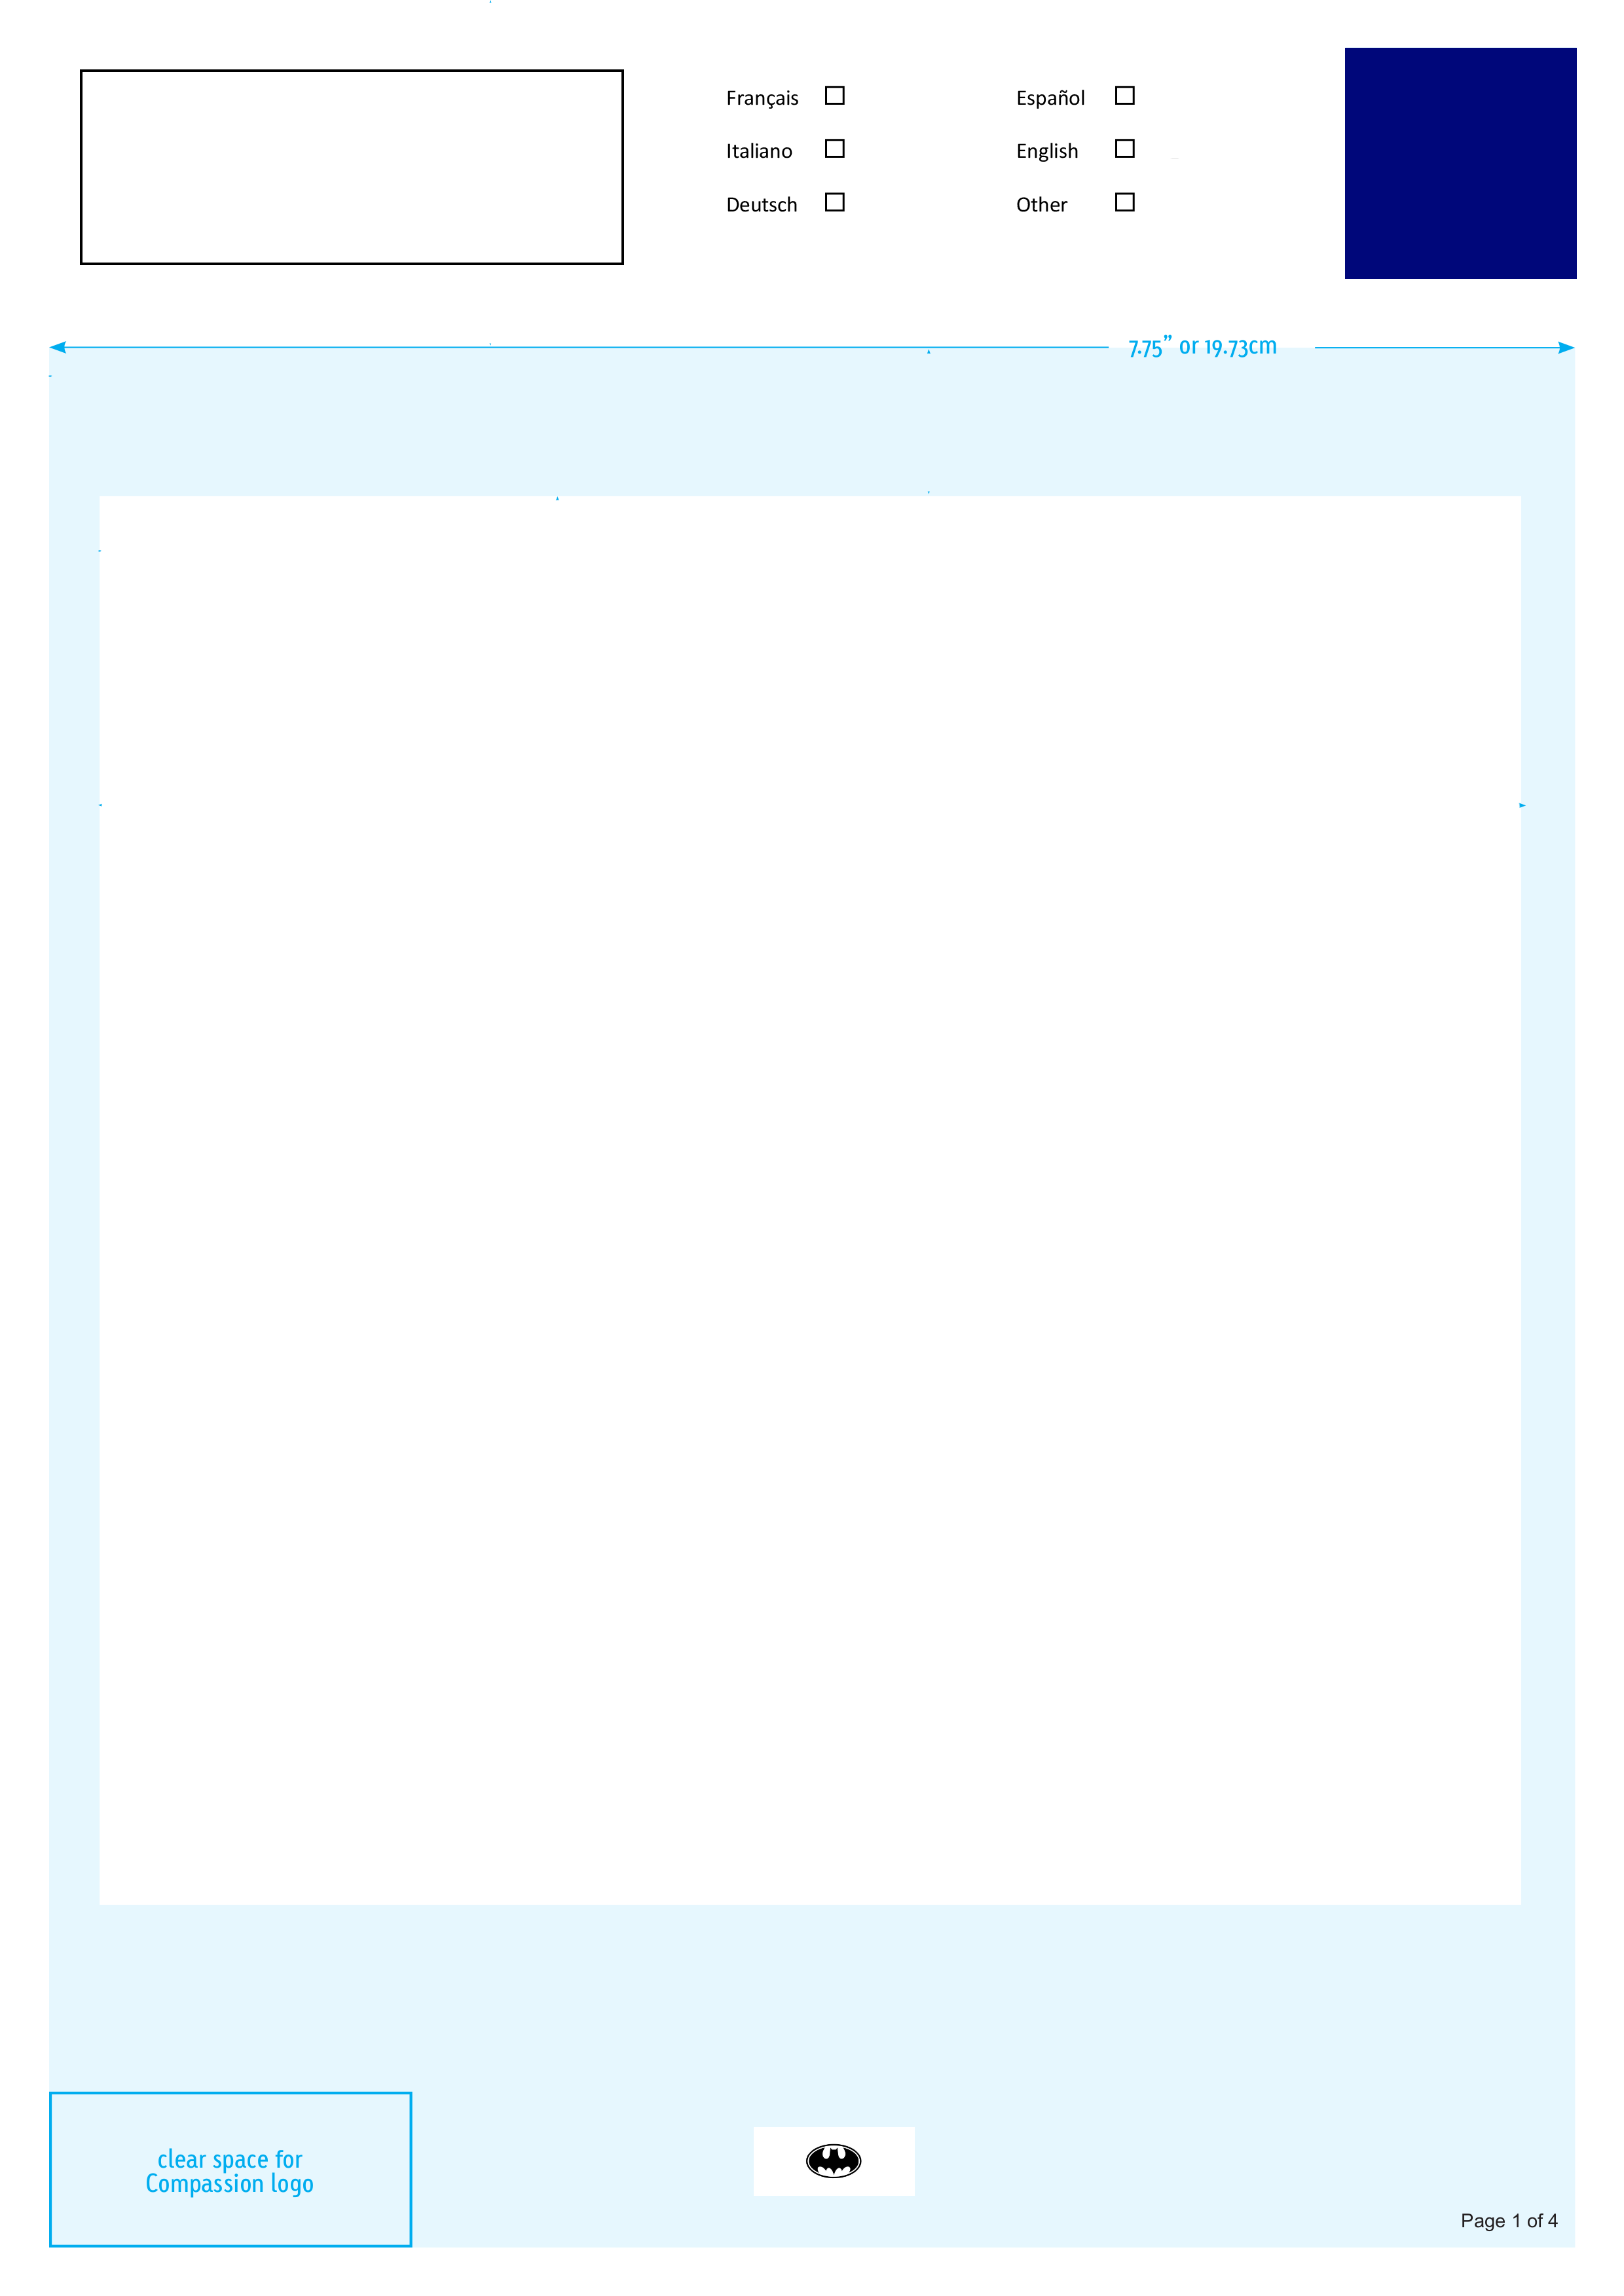 Français
Español
Italiano
English
Deutsch
Other
7.75” or 19.73cm
clear space for
Compassion logo
Page 1 of 4